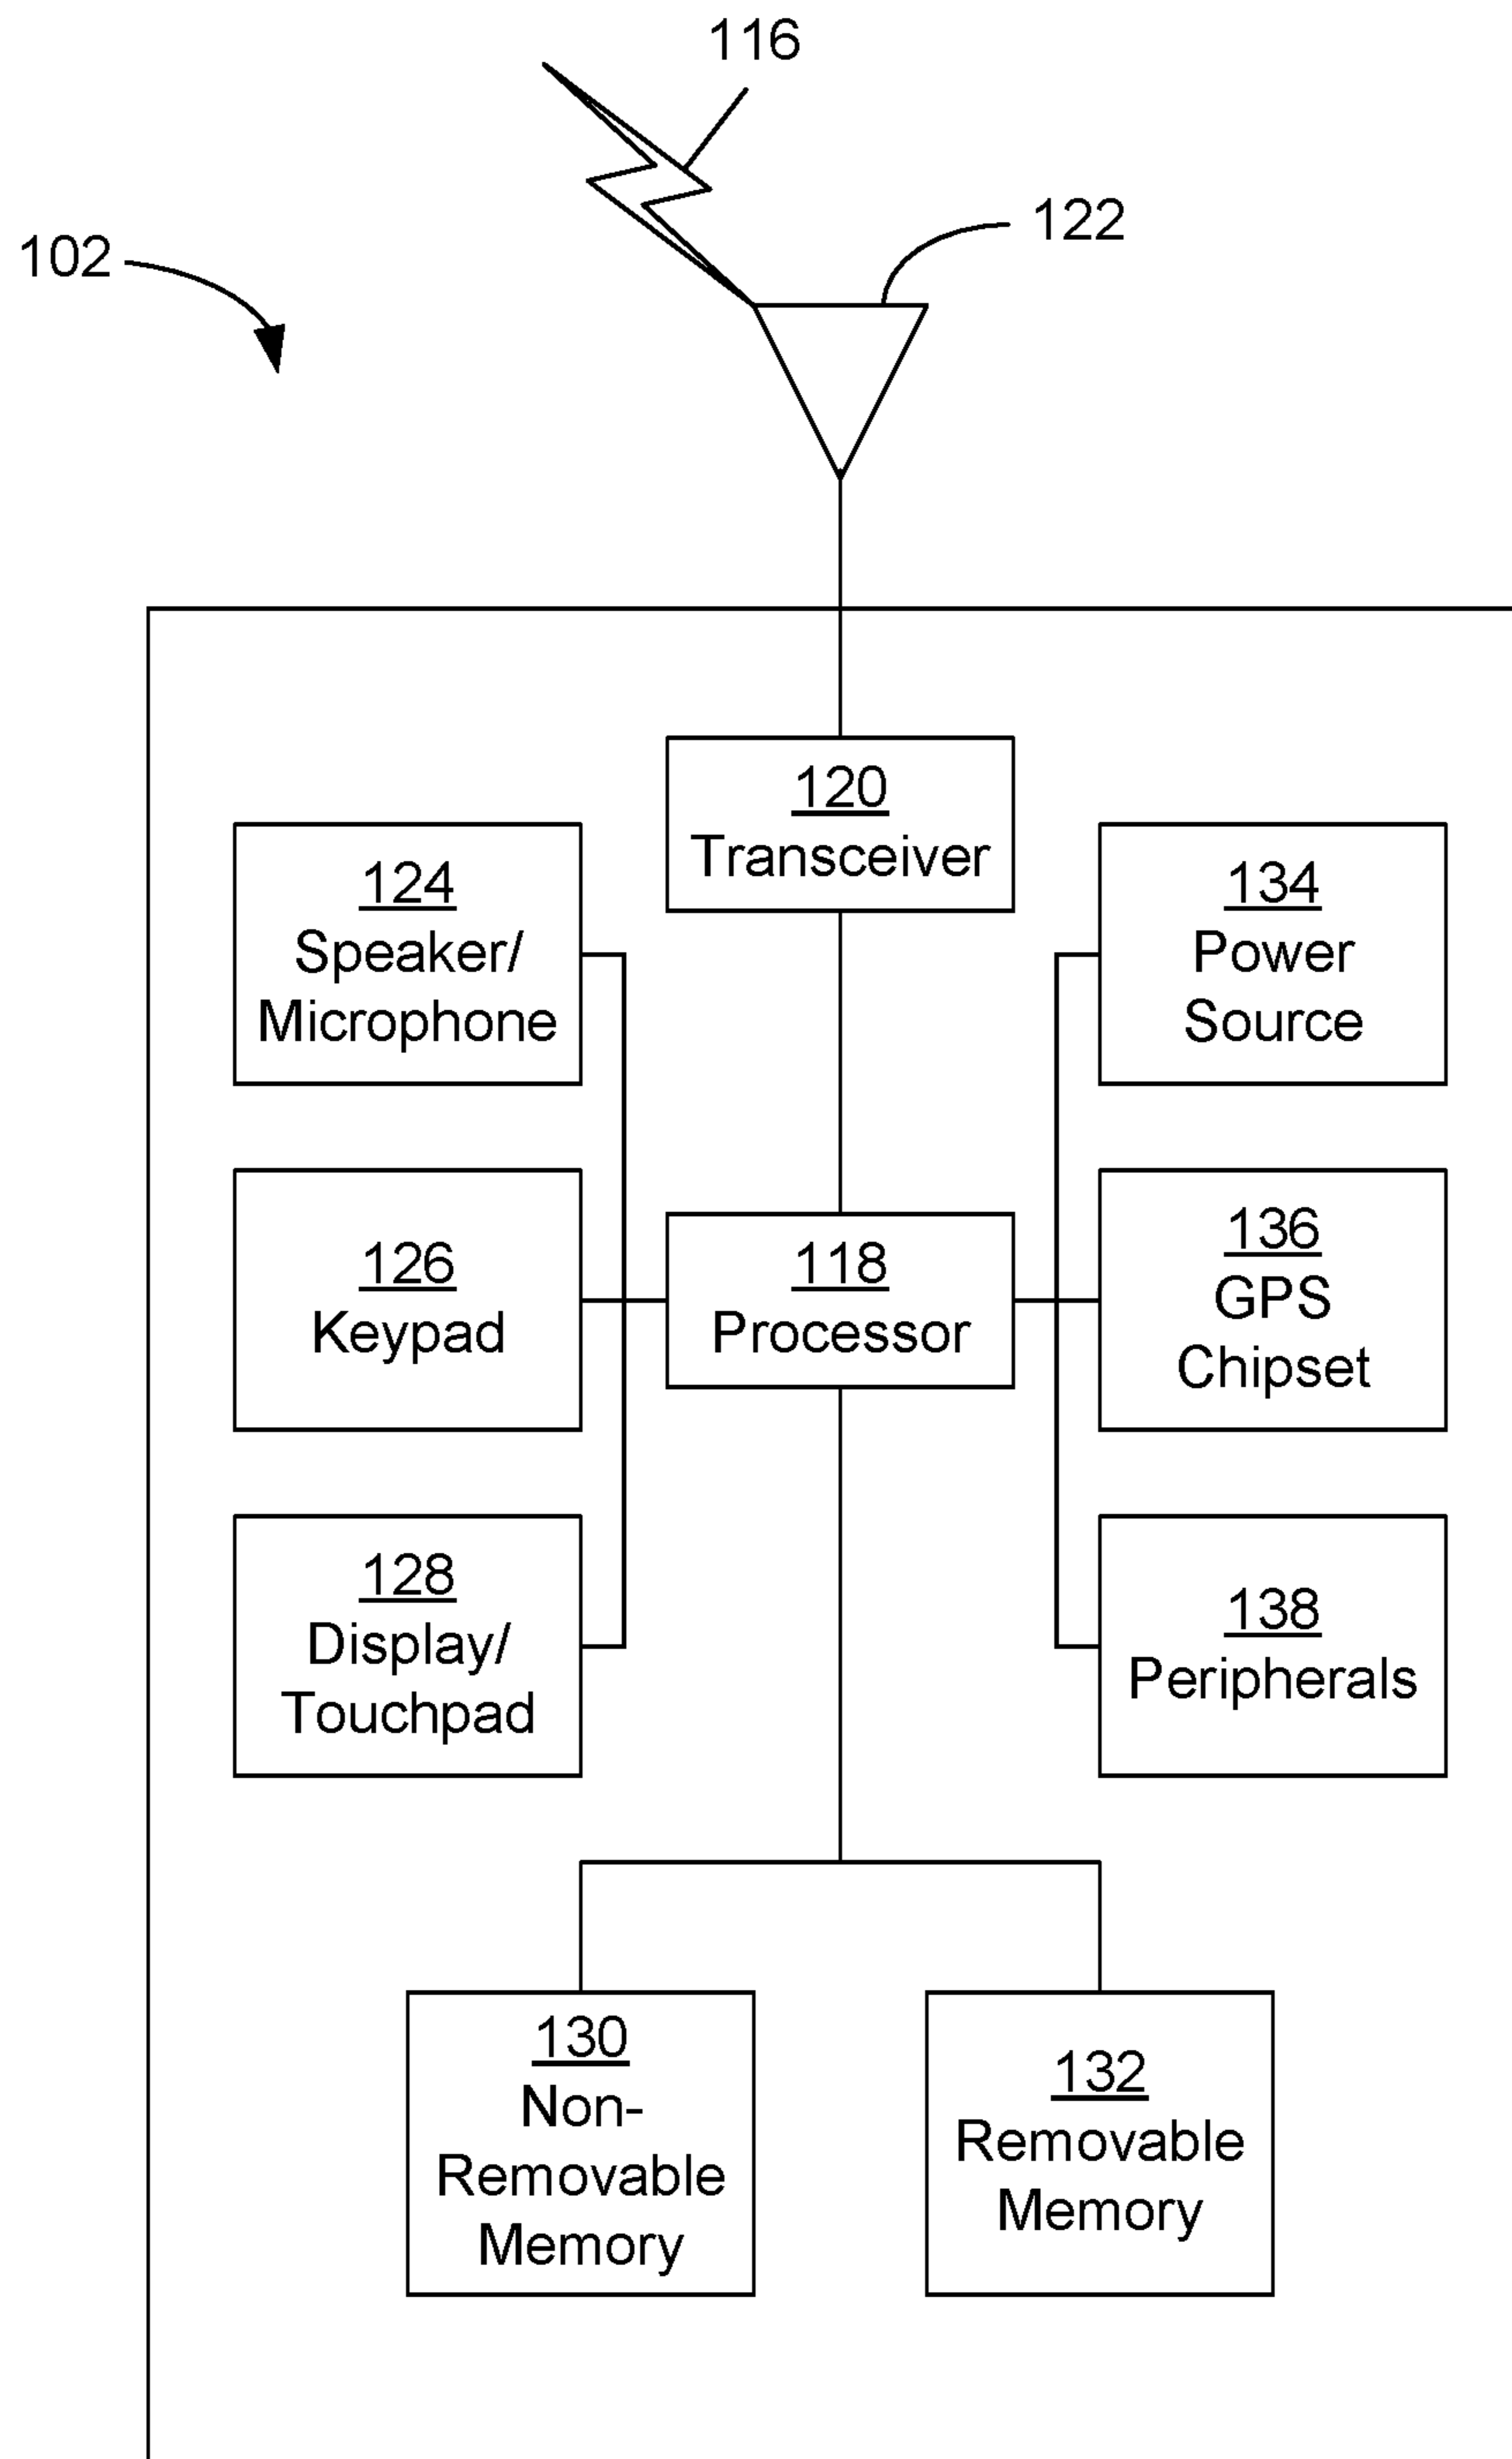 116
122
102
120
Transceiver
124
Speaker/
Microphone
134
Power
Source
126
Keypad
118
Processor
136
GPS
Chipset
128
Display/
Touchpad
138
Peripherals
130
Non-
Removable
Memory
132
Removable
Memory